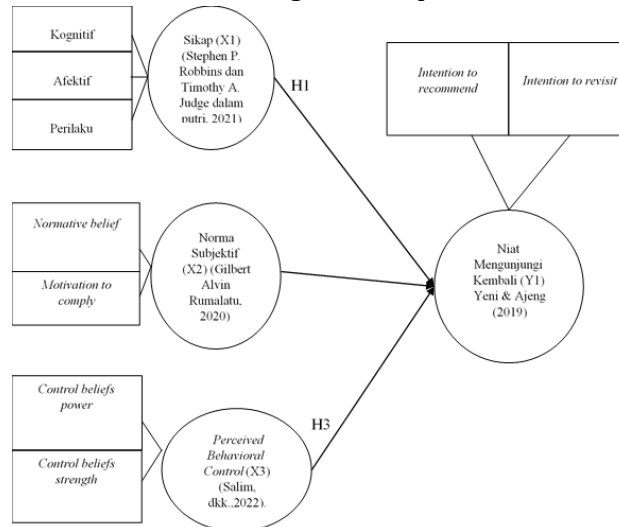 Kognitif
Afektif
Perilaku
Sikap (X1)
(Stephen P.
Robbins dan
Timothy A.
Judge dalam
putri, 2021)
H1
Intention to
recommend
Intention to revisit
Normative belief
Motivation to
comply
Norma
Subjektif
(X2) (Gilbert
Alvin
Rumalatu,
2020)
Niat
Mengunjungi
Kembali (Y1)
Yeni & Ajeng
(2019)
Control beliefs
power
Control beliefs
strength
Perceived
Behavioral
Control (X3)
(Salim,
dkk.,2022).
H3